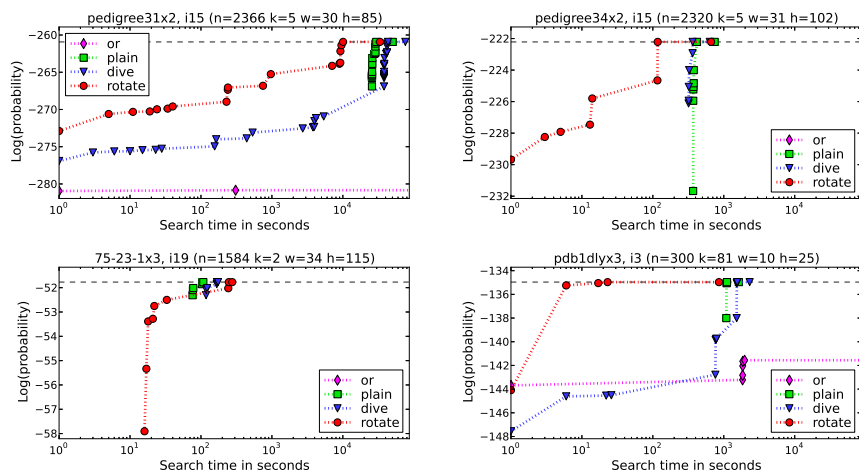 pedigree31x2, i15 (n=2366 k=5 w=30 h=85)
Log(probability)
−260
−265
−270
−275
−280
or
plain
dive
rotate
10^0 10^1 10^2 10^3 10^4
Search time in seconds
pedigree34x2, i15 (n=2320 k=5 w=31 h=102)
Log(probability)
−222
−224
−226
−228
−230
−232
or
plain
dive
rotate
10^0 10^1 10^2 10^3 10^4
Search time in seconds
75-23-1x3, i19 (n=1584 k=2 w=34 h=115)
Log(probability)
−52
−53
−54
−55
−56
−57
−58
or
plain
dive
rotate
10^0 10^1 10^2 10^3 10^4
Search time in seconds
pdb1dlyx3, i3 (n=300 k=81 w=10 h=25)
Log(probability)
−134
−136
−138
−140
−142
−144
−146
−148
or
plain
dive
rotate
10^0 10^1 10^2 10^3 10^4
Search time in seconds